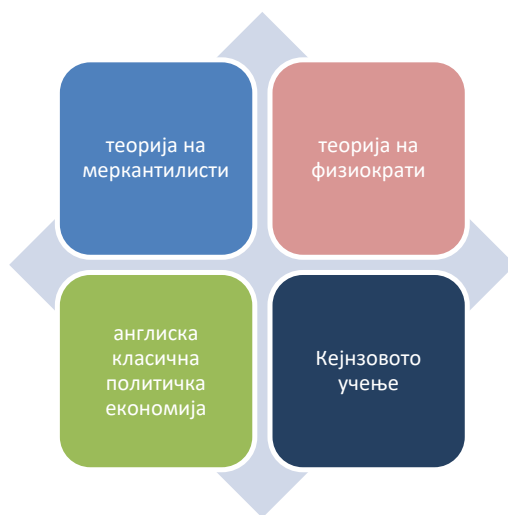 теорија на
меркантилисти
теорија на
физиократи
англиска
класична
политичка
економија
Кејнзовото
учење